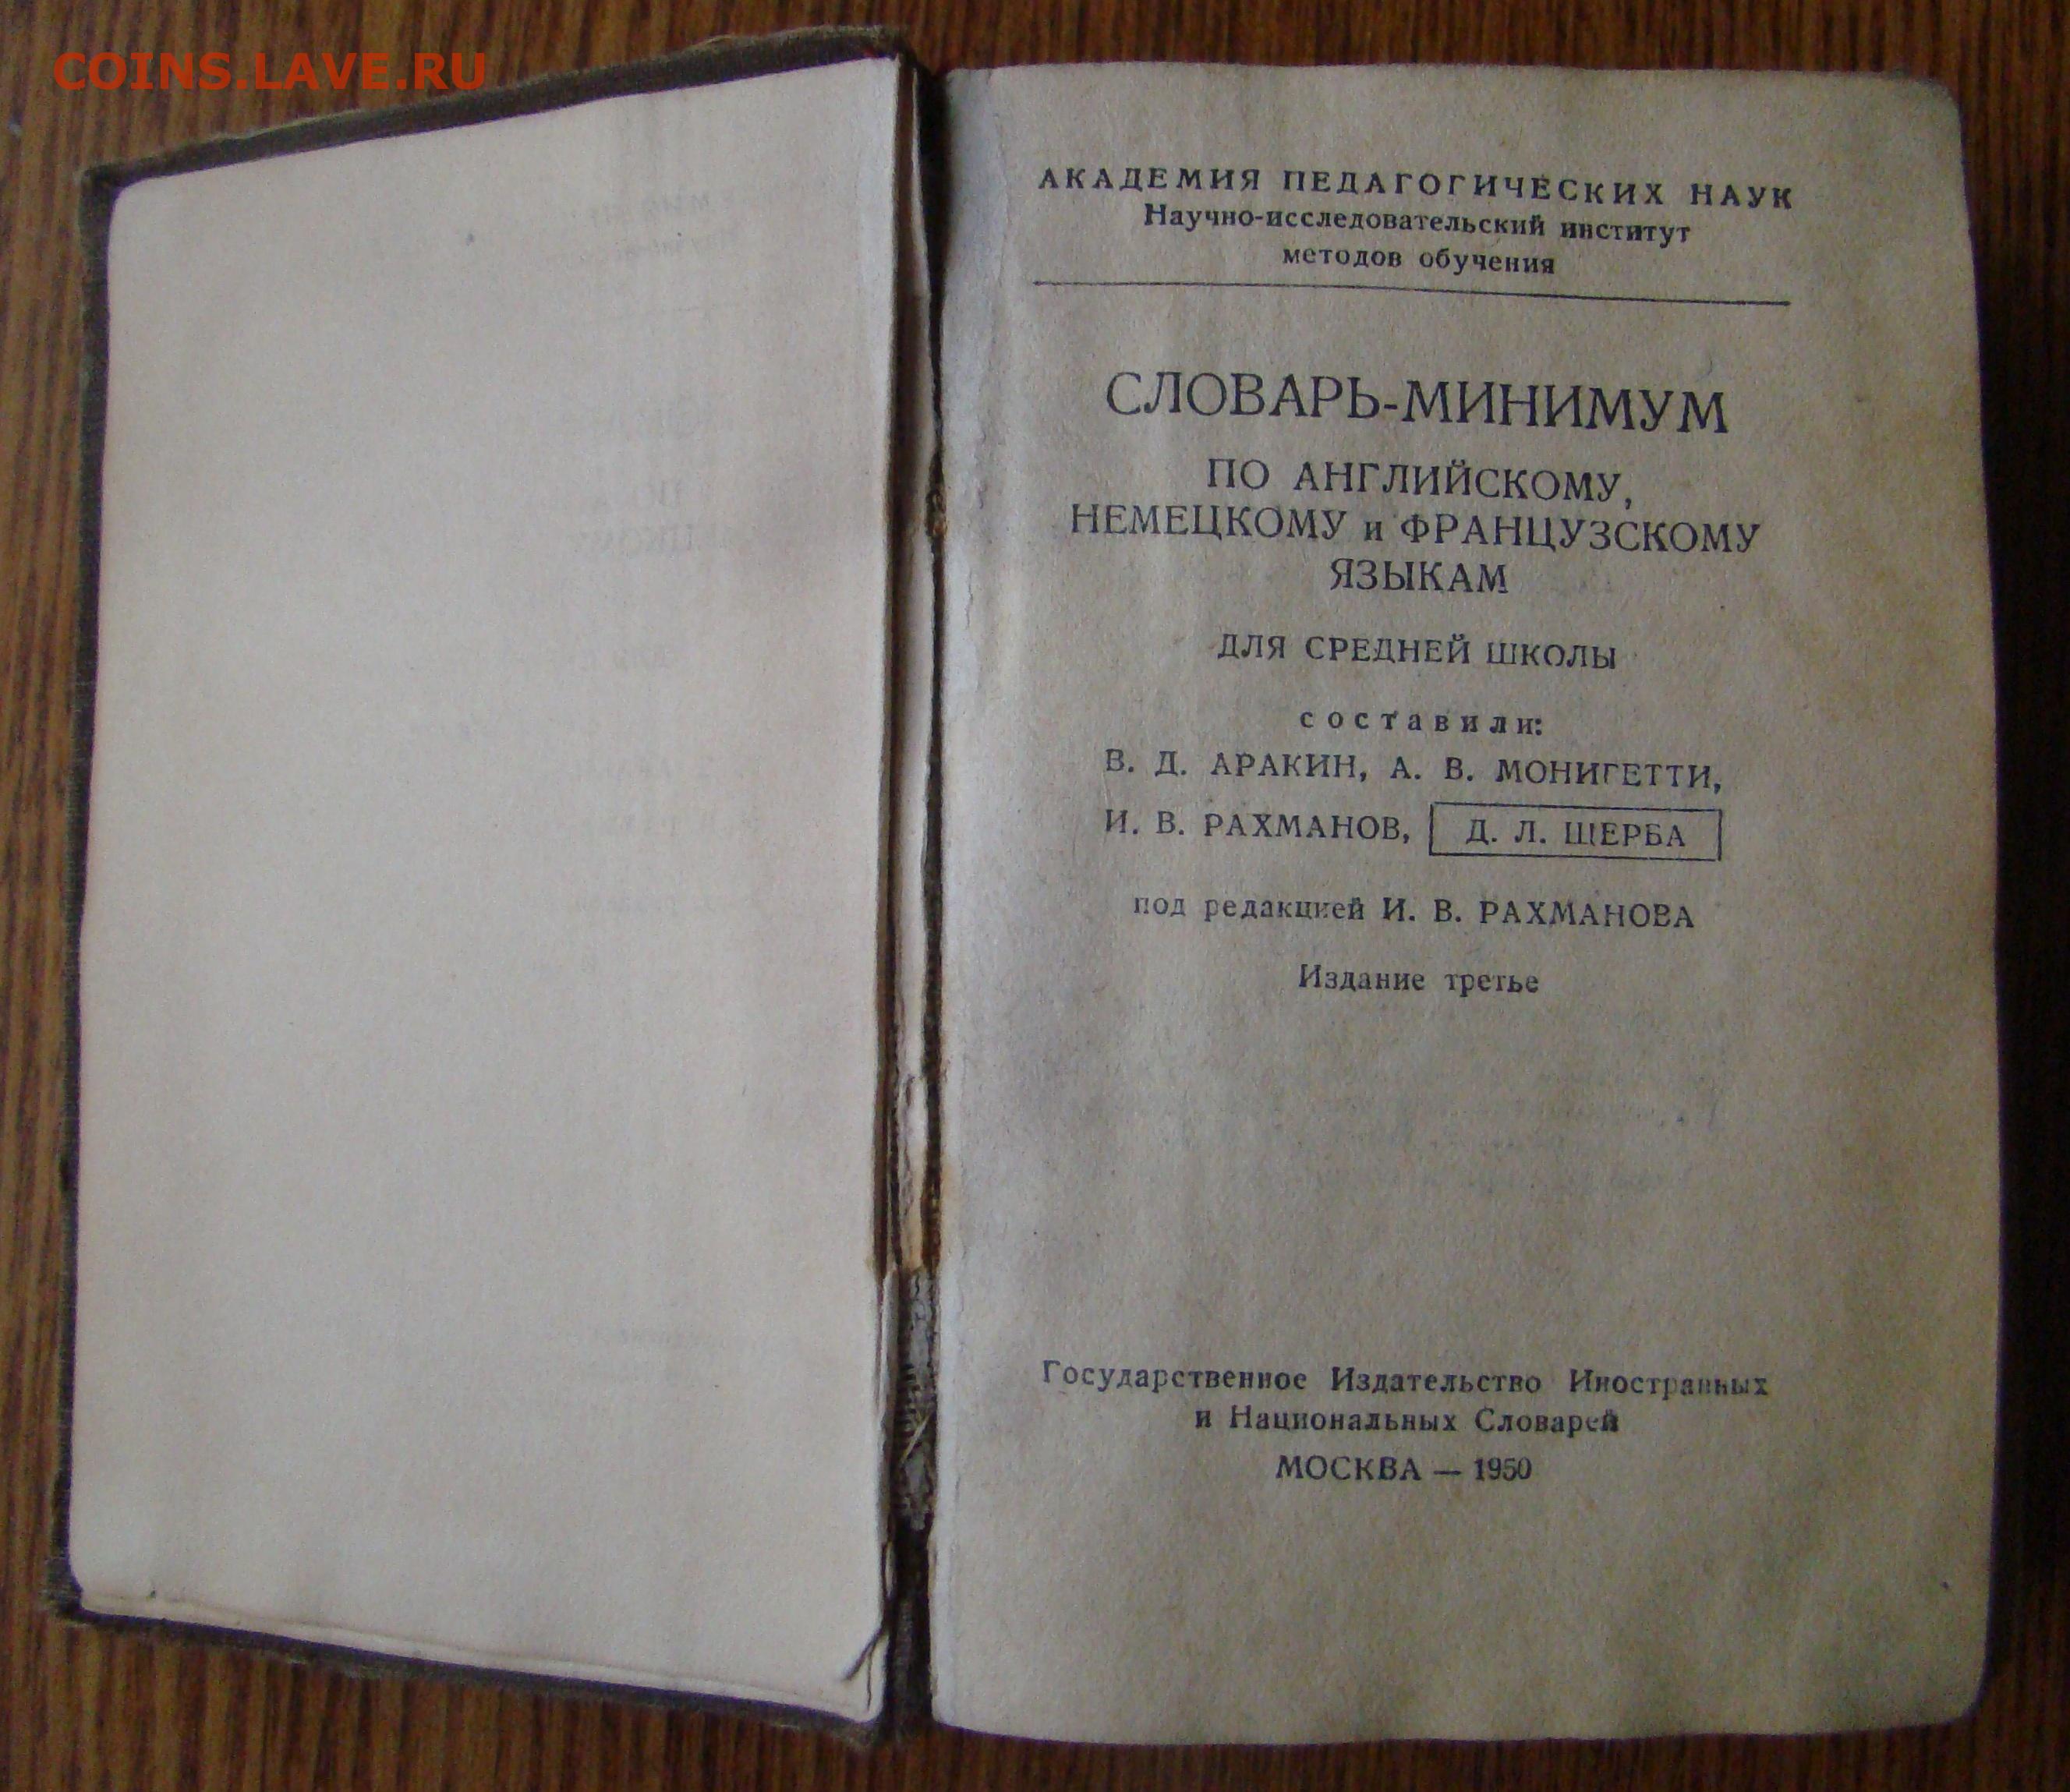 COINS.LAVE.RU
АКАДЕМИЯ ПЕДАГОГИЧЕСКИХ НАУК
Научно-исследовательский институт
методов обучения
СЛОВАРЬ-МИНИМУМ
ПО АНГЛИЙСКОМУ,
НЕМЕЦКОМУ и ФРАНЦУЗСКОМУ
ЯЗЫКАМ
ДЛЯ СРЕДНЕЙ ШКОЛЫ
составили:
В. Д. АРАКИН, А. В. МОНИГЕТТИ,
И. В. РАХМАНОВ, Д. Л. ЩЕРБА
под редакцией И. В. РАХМАНОВА
Издание третье
Государственное Издательство Иностранных
и Национальных Словарей
МОСКВА — 1950